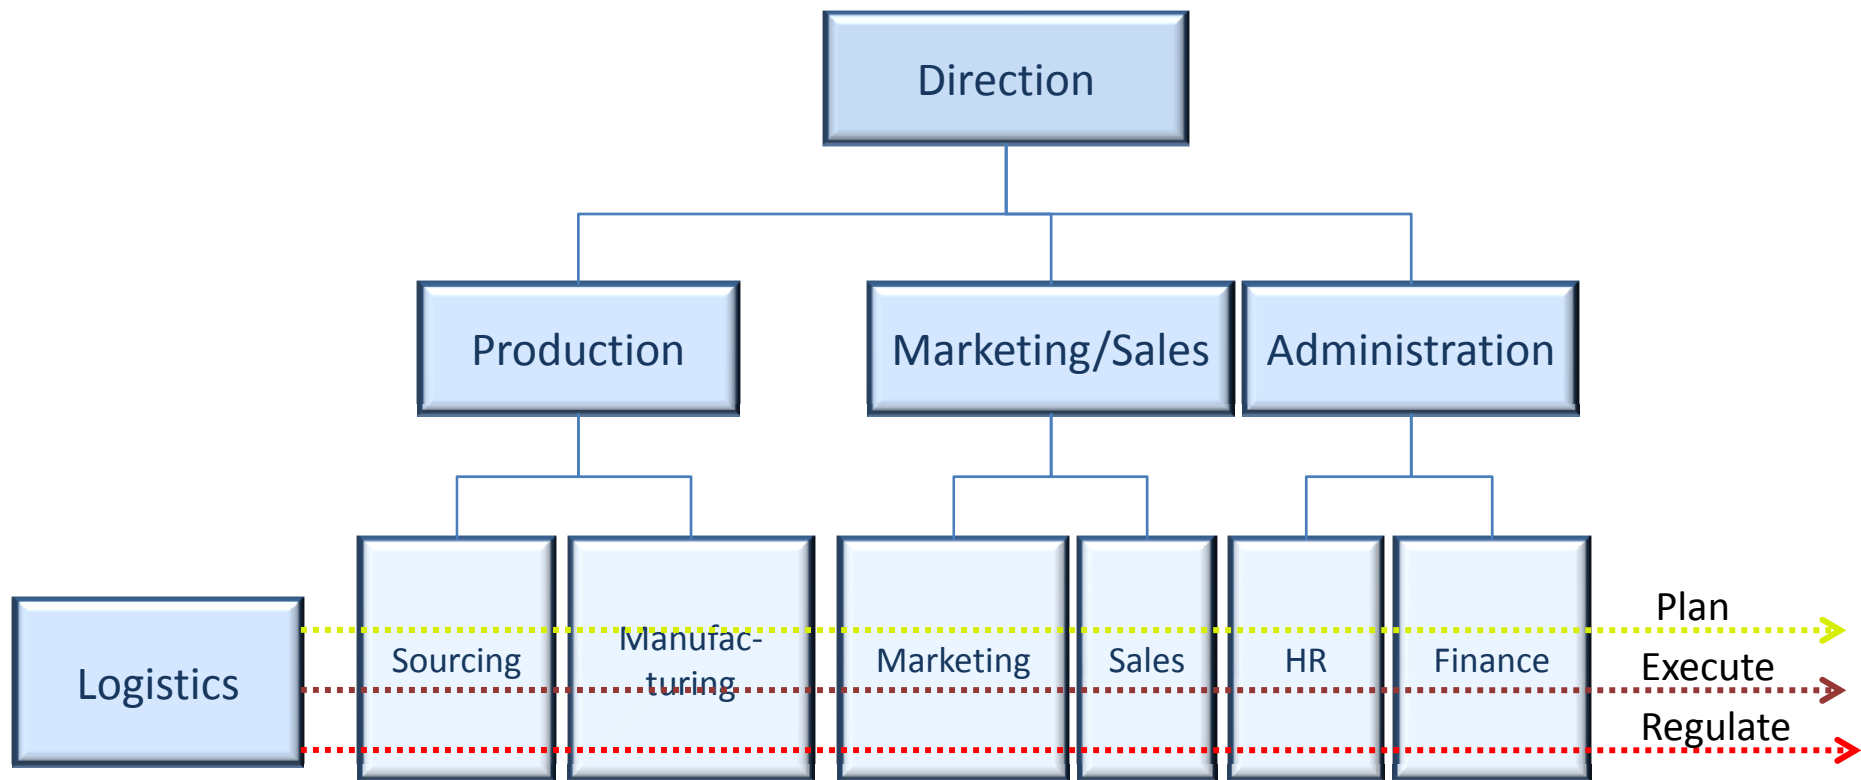 Direction
Production
Marketing/Sales
Administration
Logistics
Sourcing
Manufac-
turing
Marketing
Sales
HR
Finance
Plan
Execute
Regulate